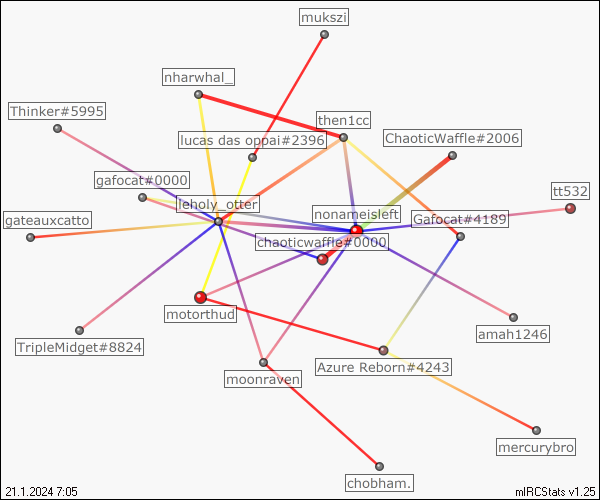 mukszi
nharwhal_
Thinker#5995
then1cc
lucas das oppai#2396
ChaoticWaffle#2006
gafocat#0000
tt532
leholy_otter
nonameisleft
gateauxcatto
Gafocat#4189
chaoticwaffle#0000
motorthud
amah1246
TripleMidget#8824
Azure Reborn#4243
moonraven
mercurybro
chobham.
21.1.2024 7:05
mIRCStats v1.25